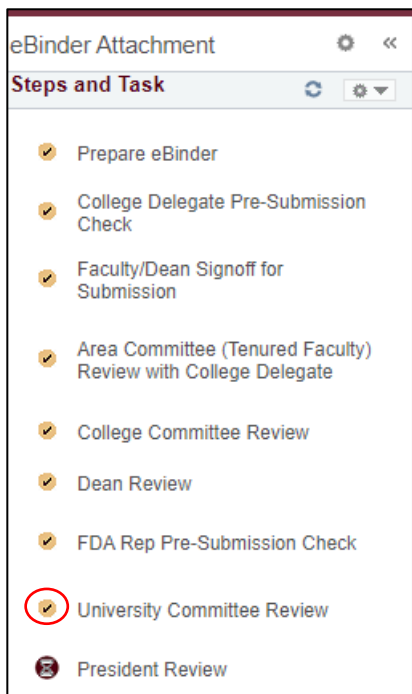 eBinder Attachment
Steps and Task
Prepare eBinder
College Delegate Pre-Submission
Check
Faculty/Dean Signoff for
Submission
Area Committee (Tenured Faculty)
Review with College Delegate
College Committee Review
Dean Review
FDA Rep Pre-Submission Check
University Committee Review
President Review